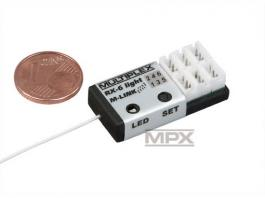 MULTIPLEX
RX-6 light 2 4 6
M-LINK 1 3 5
LED SET
MPX